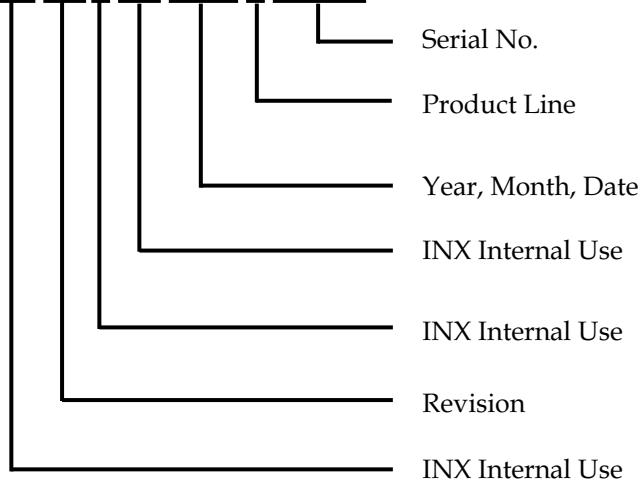 Serial No.
Product Line
Year, Month, Date
INX Internal Use
INX Internal Use
Revision
INX Internal Use